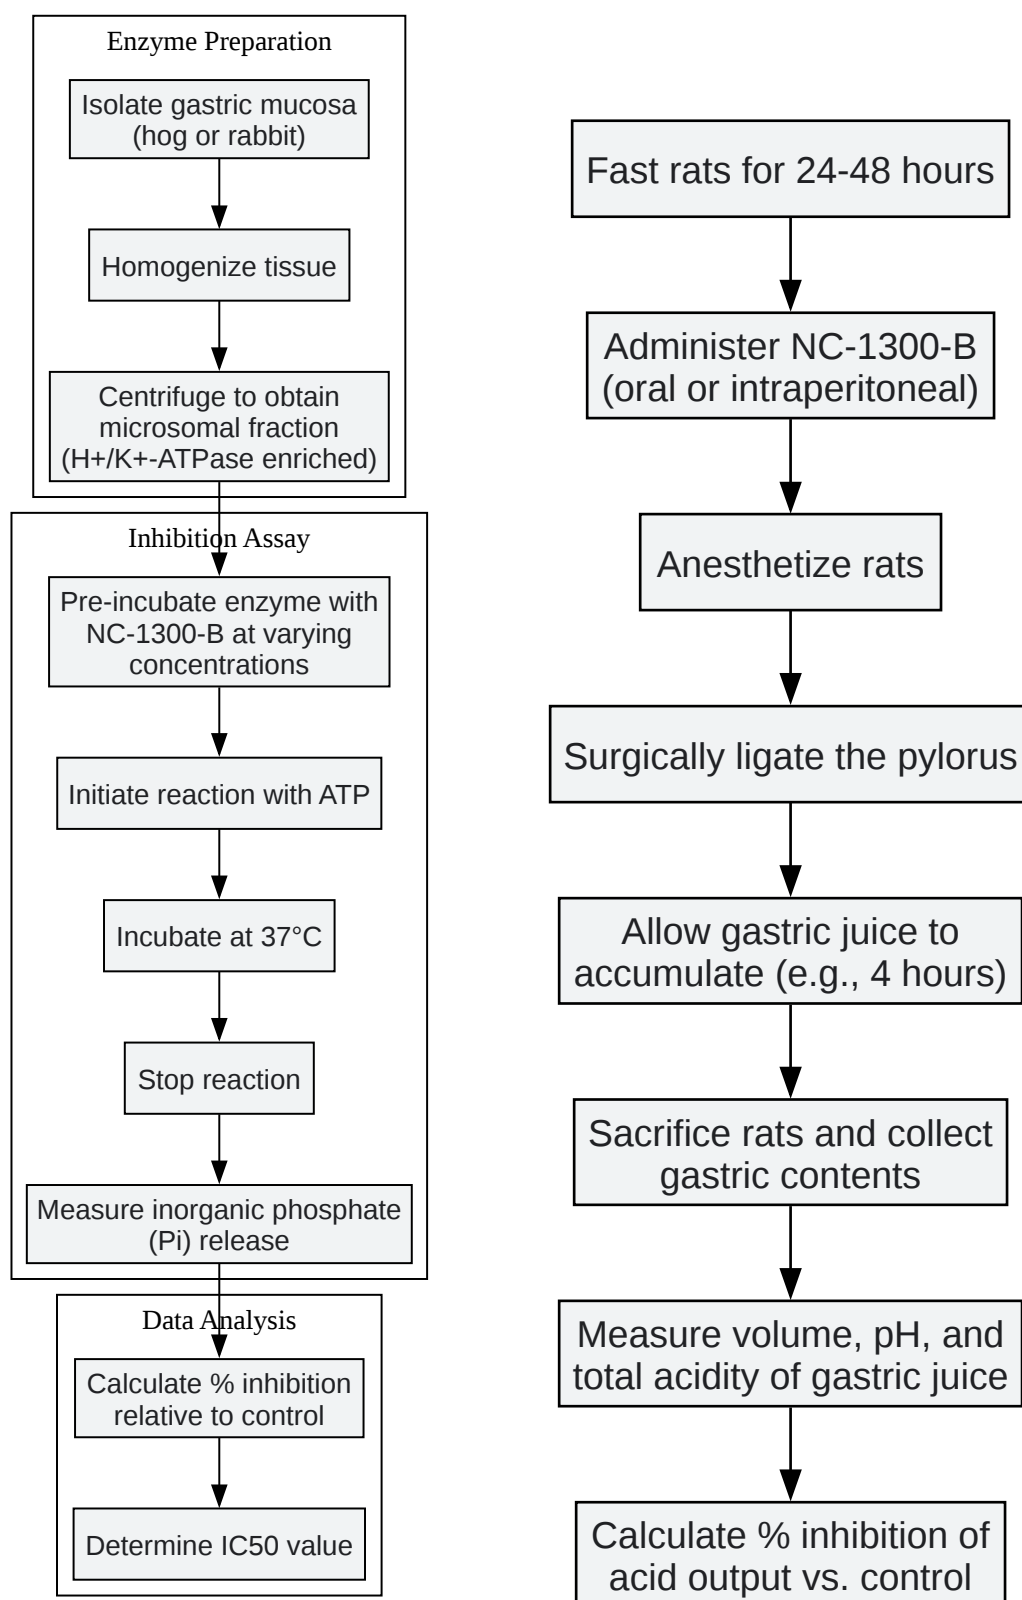 Enzyme Preparation
Isolate gastric mucosa
(hog or rabbit)
Homogenize tissue
Centrifuge to obtain
microsomal fraction
(H+/K+-ATPase enriched)
Inhibition Assay
Pre-incubate enzyme with
NC-1300-B at varying
concentrations
Initiate reaction with ATP
Incubate at 37°C
Stop reaction
Measure inorganic phosphate
(Pi) release
Data Analysis
Calculate % inhibition
relative to control
Determine IC50 value
Fast rats for 24-48 hours
Administer NC-1300-B
(oral or intraperitoneal)
Anesthetize rats
Surgically ligate the pylorus
Allow gastric juice to
accumulate (e.g., 4 hours)
Sacrifice rats and collect
gastric contents
Measure volume, pH, and
total acidity of gastric juice
Calculate % inhibition of
acid output vs. control